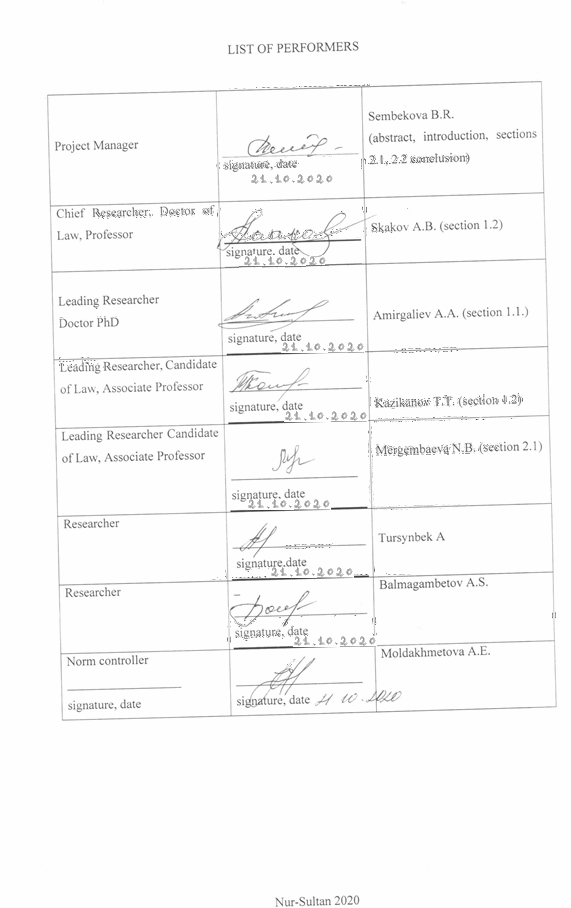 LIST OF PERFORMERS
Project Manager
signature, date
21.10.2020
Sembekova B.R.
(abstract, introduction, sections
2.1, 2.2 conclusion)
Chief Researcher, Doctor of
Law, Professor
signature. date
21.10.2020
Skakov A.B. (section 1.2)
Leading Researcher
Doctor PhD
signature, date
21.10.2020
Amirgaliev A.A. (section 1.1.)
Leading Researcher, Candidate
of Law, Associate Professor
signature, date
21.10.2020
Kazikanov T.T. (section 1.2)
Leading Researcher Candidate
of Law, Associate Professor
signature, date
21.10.2020
Mergembaeva N.B. (section 2.1)
Researcher
signature,date
21.10.2020
Tursynbek A
Researcher
signature, date
21.10.2020
Balmagambetov A.S.
Norm controller
signature, date
signature, date 21 10.2020
Moldakhmetova A.E.
Nur-Sultan 2020